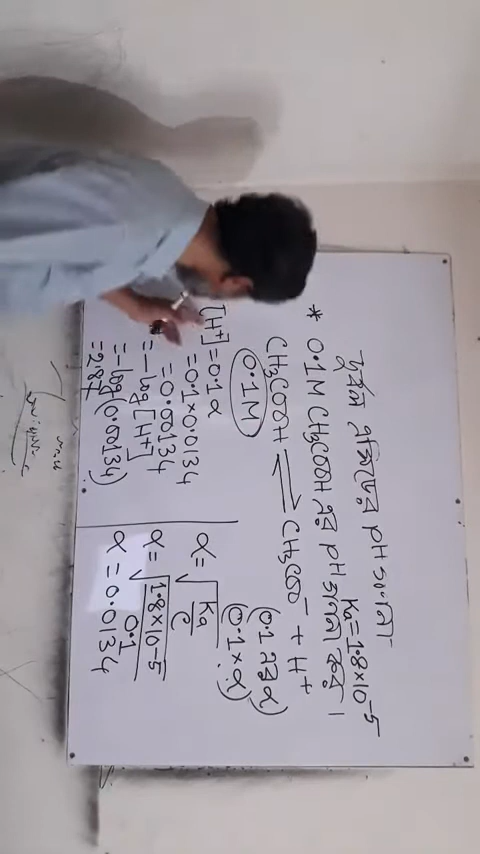 দুর্বল এসিডের pH গণনা
Ka=1.8×10⁻⁵
* 0.1M CH3COOH এর pH গণনা কর।
CH3COOH ⇌ CH3COO⁻ + H⁺
0.1M
(0.1 এর α)
(0.1×α)
[H⁺]=0.1α
=0.1×0.0134
=0.00134
=-log[H⁺]
=-log(0.00134)
=2.87
α=√Ka/C
α=√1.8×10⁻⁵/0.1
α=0.0134